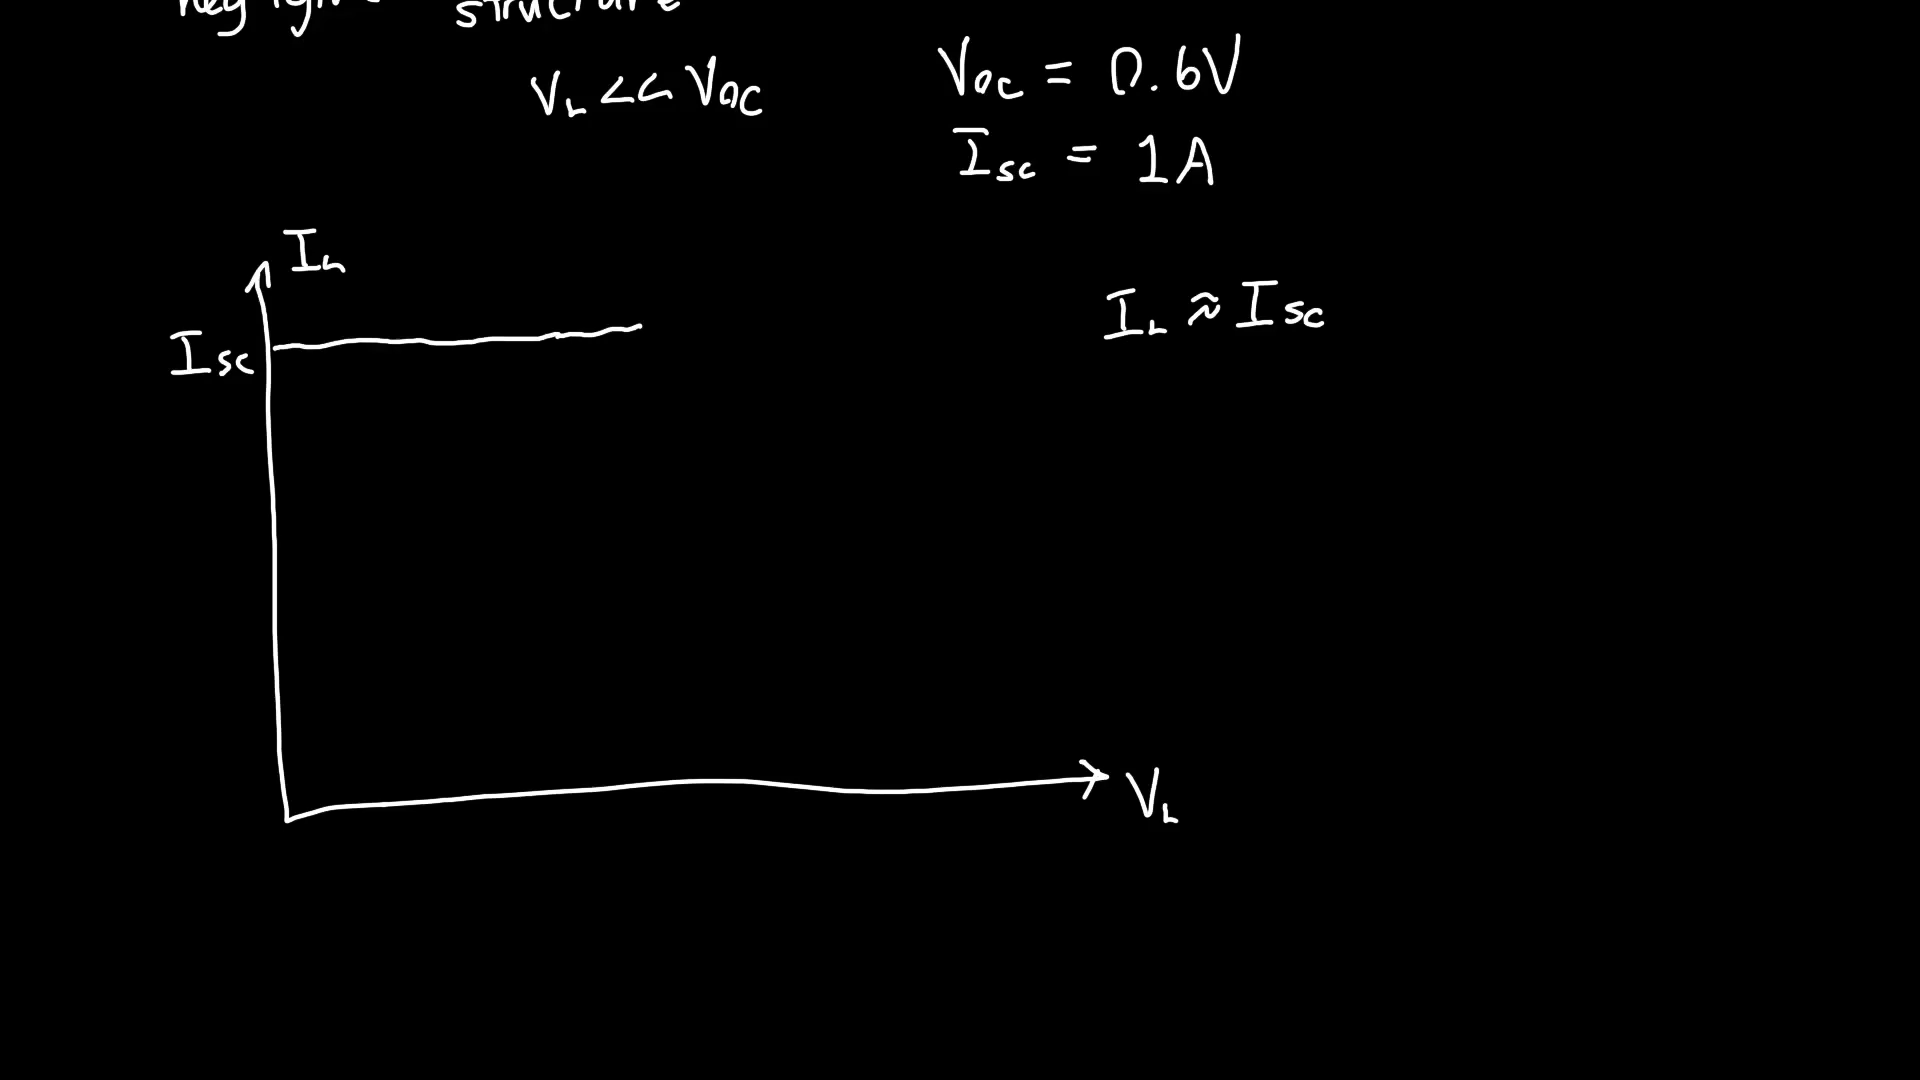 structure
V_L << V_OC
V_OC = 0.6V
I_SC = 1A
I_L
I_SC
I_L ≈ I_SC
V_L